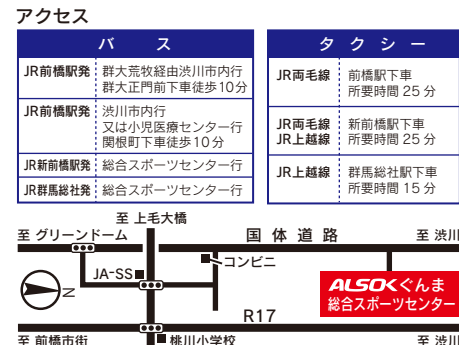 アクセス
バス
JR前橋駅発 群大荒牧経由渋川市内行
群大正門前下車徒歩10分
JR前橋駅発 渋川市内行
又は小児医療センター行
関根町下車徒歩10分
JR新前橋駅発 総合スポーツセンター行
JR群馬総社発 総合スポーツセンター行
タクシー
JR両毛線 前橋駅下車
所要時間25分
JR両毛線 新前橋駅下車
JR上越線 所要時間25分
JR上越線 群馬総社駅下車
所要時間15分
至 上毛大橋
至 グリーンドーム
国体道路
至 渋川
コンビニ
JA-SS
N
ALSOKぐんま
総合スポーツセンター
R17
至 前橋市街
桃川小学校
至 渋川